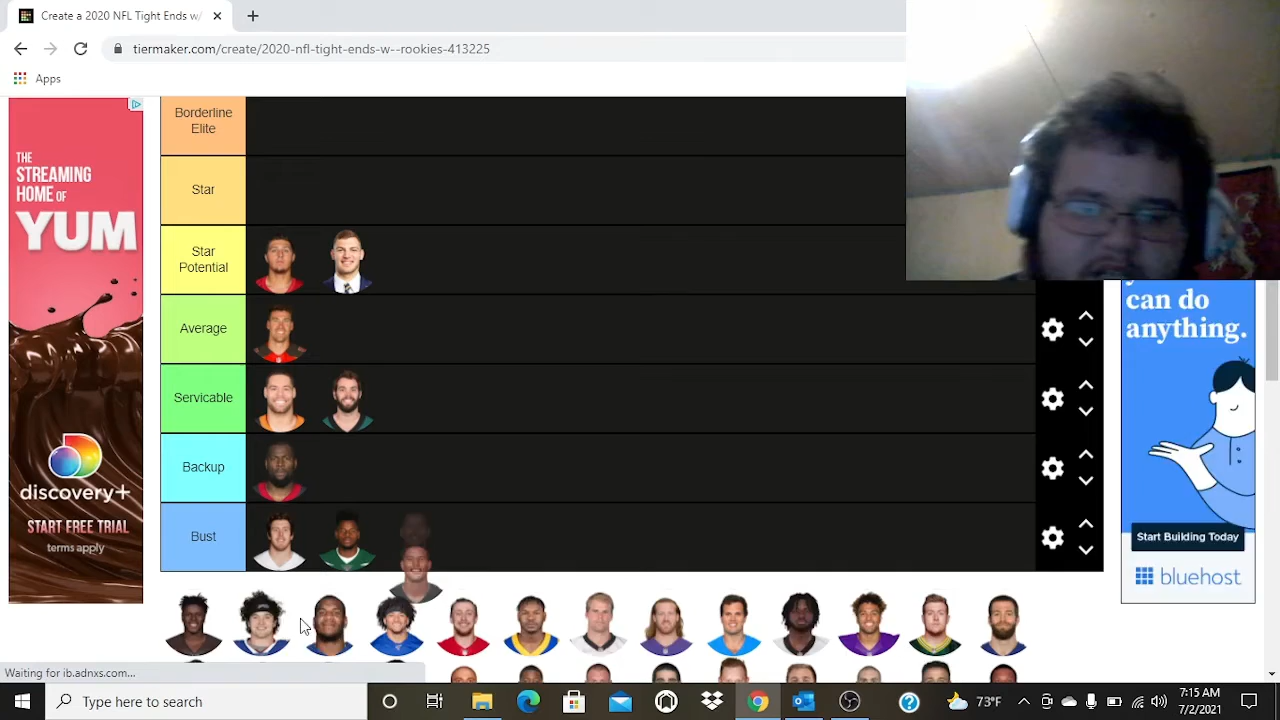 Create a 2020 NFL Tight Ends w/
tiermaker.com/create/2020-nfl-tight-ends-w--rookies-413225
Apps
THE
STREAMING
HOME OF
YUM
discovery+
START FREE TRIAL
terms apply
Borderline
Elite
Star
Star
Potential
Average
Servicable
Backup
Bust
can do
anything.
Start Building Today
bluehost
Waiting for ib.adnxs.com...
Type here to search
73°F
7:15 AM
7/2/2021